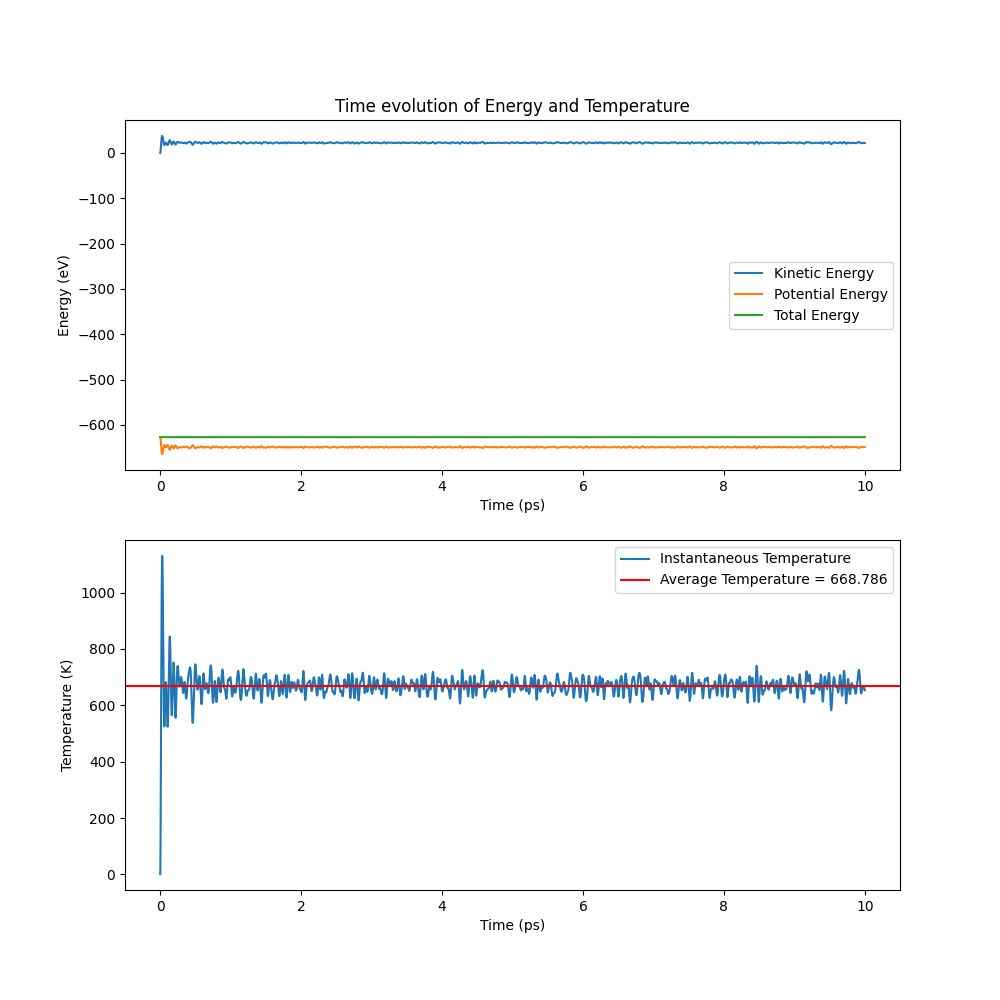 Time evolution of Energy and Temperature
Energy (eV)
0
−100
−200
−300
−400
−500
−600
Kinetic Energy
Potential Energy
Total Energy
0 2 4 6 8 10
Time (ps)
Temperature (K)
1000
800
600
400
200
0
Instantaneous Temperature
Average Temperature = 668.786
0 2 4 6 8 10
Time (ps)